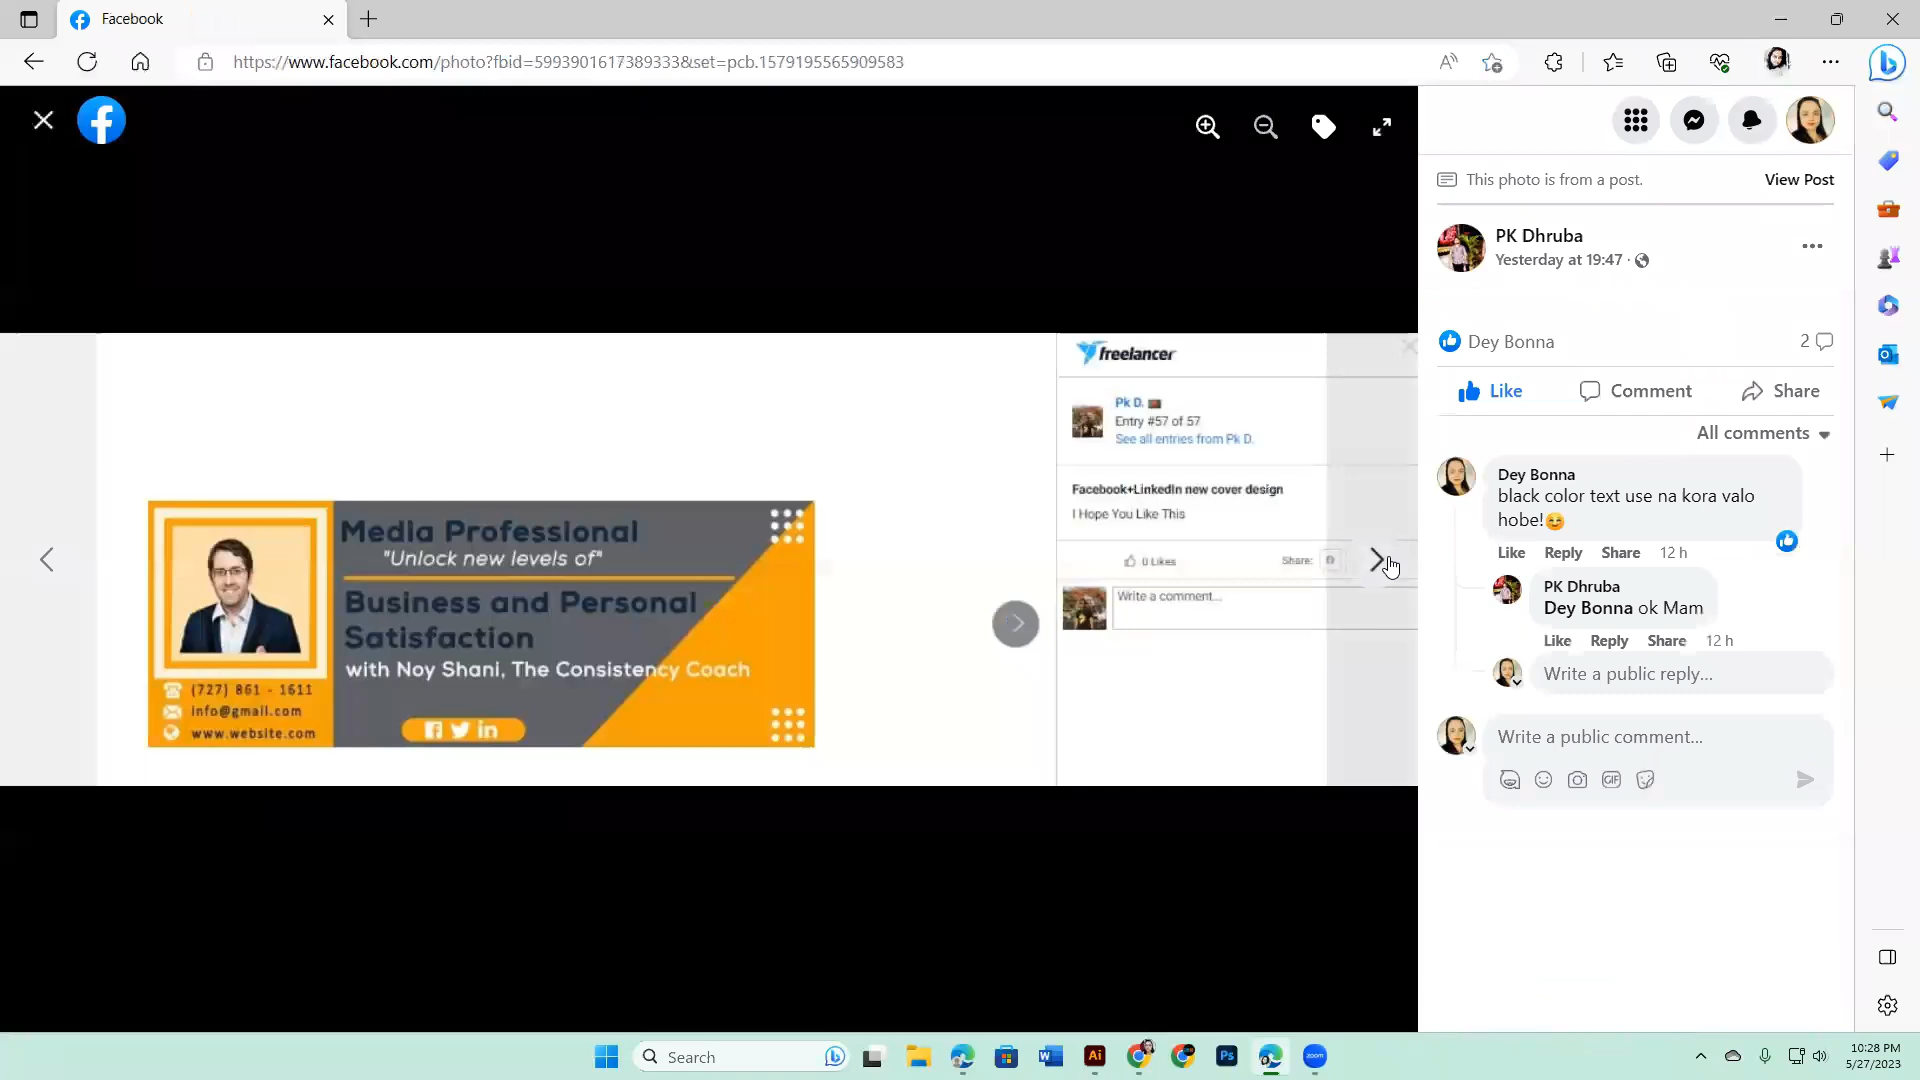 Facebook
https://www.facebook.com/photo?fbid=5993901617389333&set=pcb.1579195565909583
This photo is from a post.
View Post
PK Dhruba
Yesterday at 19:47 ·
Dey Bonna
2
Like
Comment
Share
All comments
Dey Bonna
black color text use na kora valo
hobe!😊
Like Reply Share 12 h
PK Dhruba
Dey Bonna ok Mam
Like Reply Share 12 h
Write a public reply...
Write a public comment...
GIF
freelancer
Pk D.
Entry #57 of 57
See all entries from Pk D.
Facebook+LinkedIn new cover design
I Hope You Like This
0 Likes
Share:
Write a comment...
Media Professional
"Unlock new levels of"
Business and Personal
Satisfaction
with Noy Shani, The Consistency Coach
(727) 861 - 1611
info@gmail.com
www.website.com
Search
Ai
Ps
zoom
10:28 PM
5/27/2023